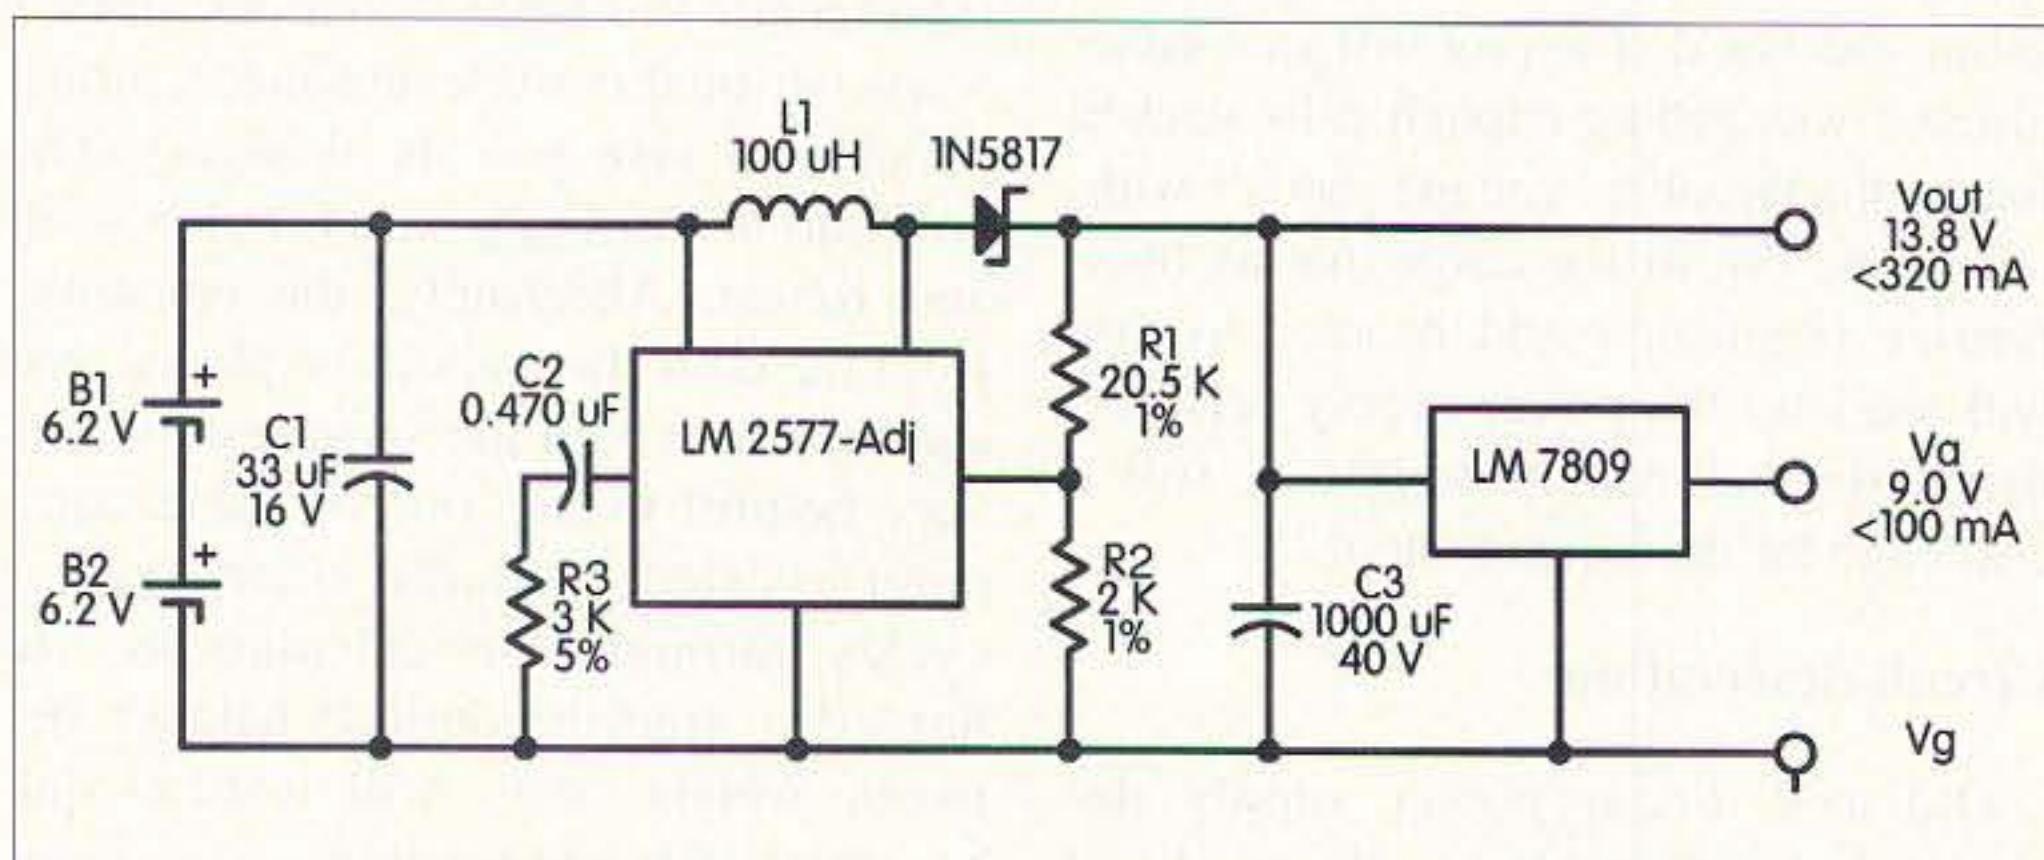 L1
100 uH
1N5817
Vout
13.8 V
<320 mA
B1
6.2 V
+
C1
33 uF
16 V
C2
0.470 uF
LM 2577-Adj
R1
20.5 K
1%
LM 7809
Va
9.0 V
<100 mA
B2
6.2 V
+
R3
3 K
5%
R2
2 K
1%
C3
1000 uF
40 V
Vg